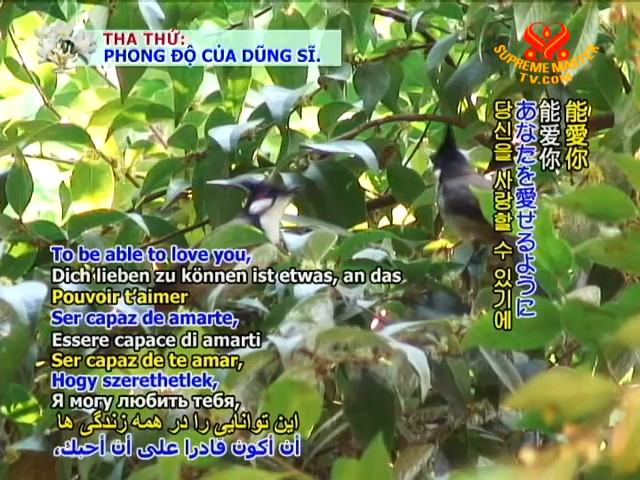 THA THỨ:
PHONG ĐỘ CỦA DŨNG SĨ.
SUPREME MASTER
TV.COM
能愛你
能爱你
あなたを愛せるように
당신을 사랑할 수 있기에
To be able to love you,
Dich lieben zu können ist etwas, an das
Pouvoir t'aimer
Ser capaz de amarte,
Essere capace di amarti
Ser capaz de te amar,
Hogy szerethetlek,
Я могу любить тебя,
این توانایی را در همه زندگی ها
أن أكون قادرا على أن أحبك،